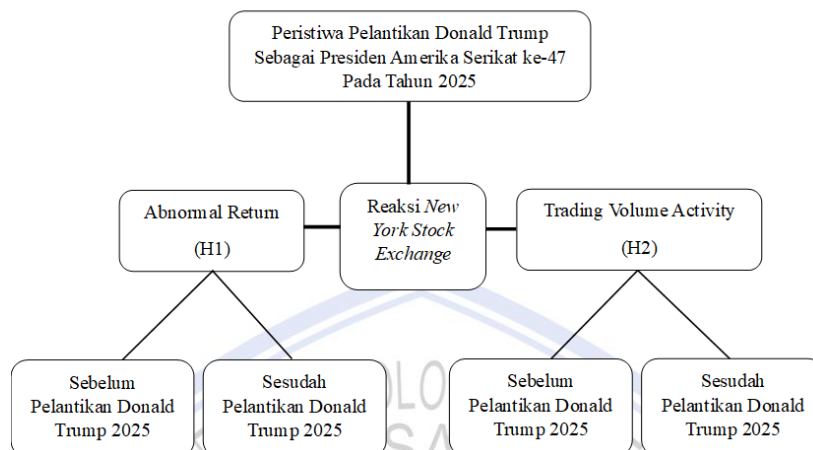 Peristiwa Pelantikan Donald Trump
Sebagai Presiden Amerika Serikat ke-47
Pada Tahun 2025
Abnormal Return
(H1)
Reaksi New
York Stock
Exchange
Trading Volume Activity
(H2)
Sebelum
Pelantikan Donald
Trump 2025
Sesudah
Pelantikan Donald
Trump 2025
Sebelum
Pelantikan Donald
Trump 2025
Sesudah
Pelantikan Donald
Trump 2025